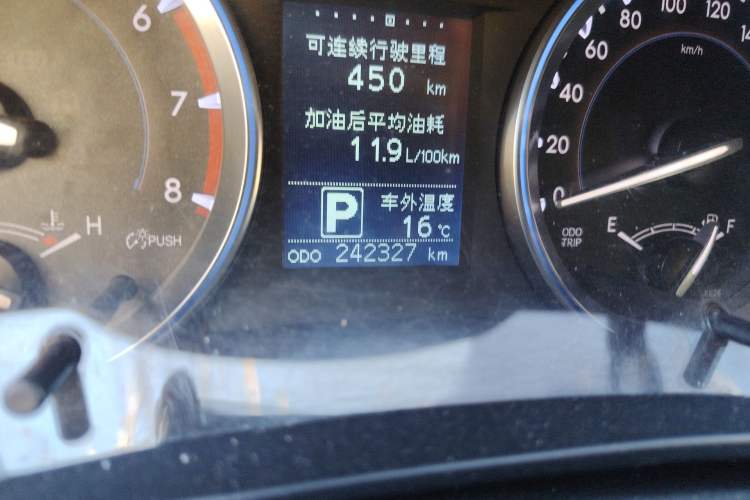 可连续行驶里程
450 km
加油后平均油耗
11.9 L/100km
P
车外温度
16 ℃
ODO 242327 km
6
7
8
H
PUSH
0
20
40
60
80
100
120
km/h
ODO
TRIP
E
F